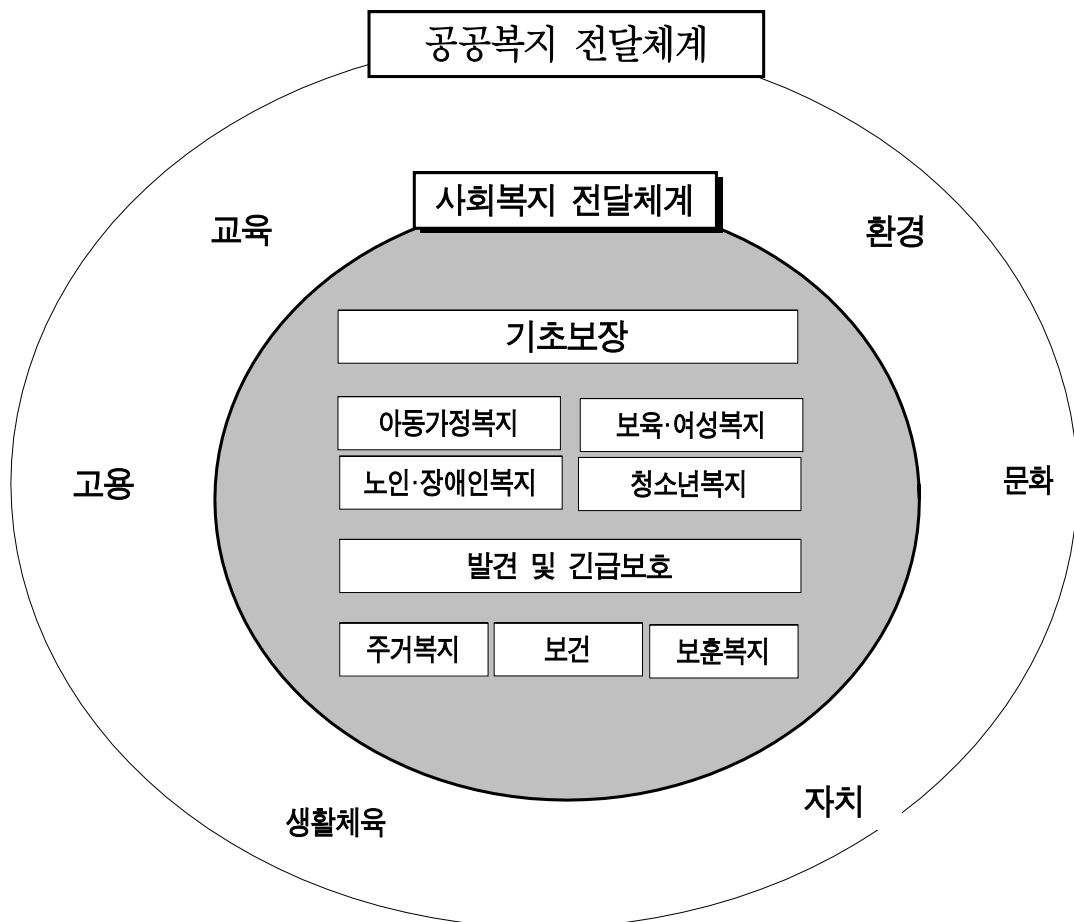 공공복지 전달체계
사회복지 전달체계
교육
환경
기초보장
아동가정복지
보육·여성복지
고용
노인·장애인복지
청소년복지
문화
발견 및 긴급보호
주거복지
보건
보훈복지
생활체육
자치